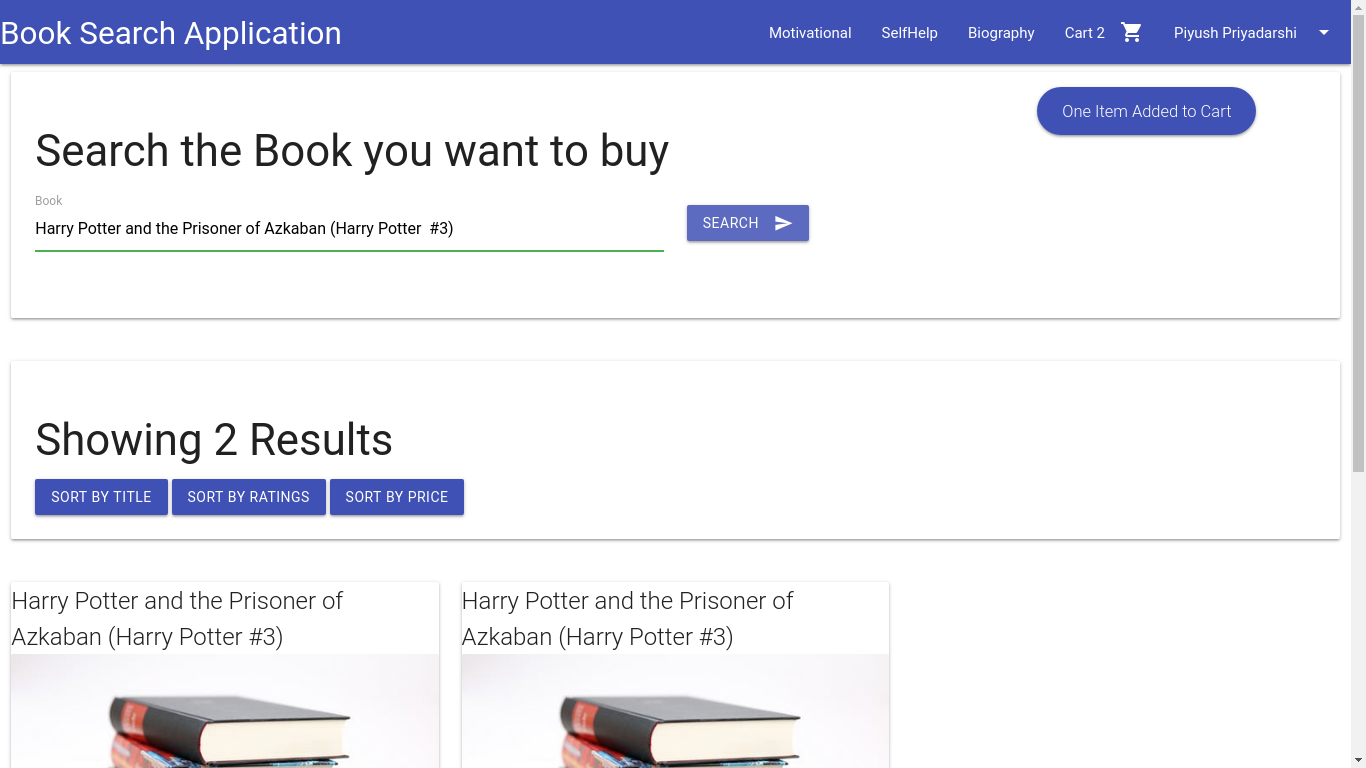 Book Search Application
Motivational
SelfHelp
Biography
Cart 2
Piyush Priyadarshi
One Item Added to Cart
Search the Book you want to buy
Book
Harry Potter and the Prisoner of Azkaban (Harry Potter  #3)
SEARCH
Showing 2 Results
SORT BY TITLE
SORT BY RATINGS
SORT BY PRICE
Harry Potter and the Prisoner of
Azkaban (Harry Potter #3)
Harry Potter and the Prisoner of
Azkaban (Harry Potter #3)